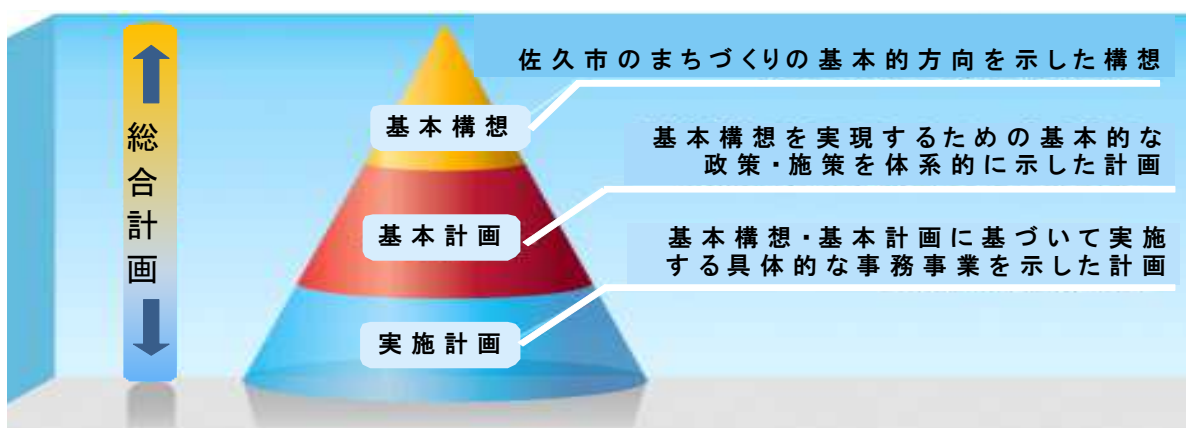 総合計画
佐久市のまちづくりの基本的方向を示した構想
基本構想
基本構想を実現するための基本的な
政策・施策を体系的に示した計画
基本計画
基本構想・基本計画に基づいて実施
する具体的な事務事業を示した計画
実施計画